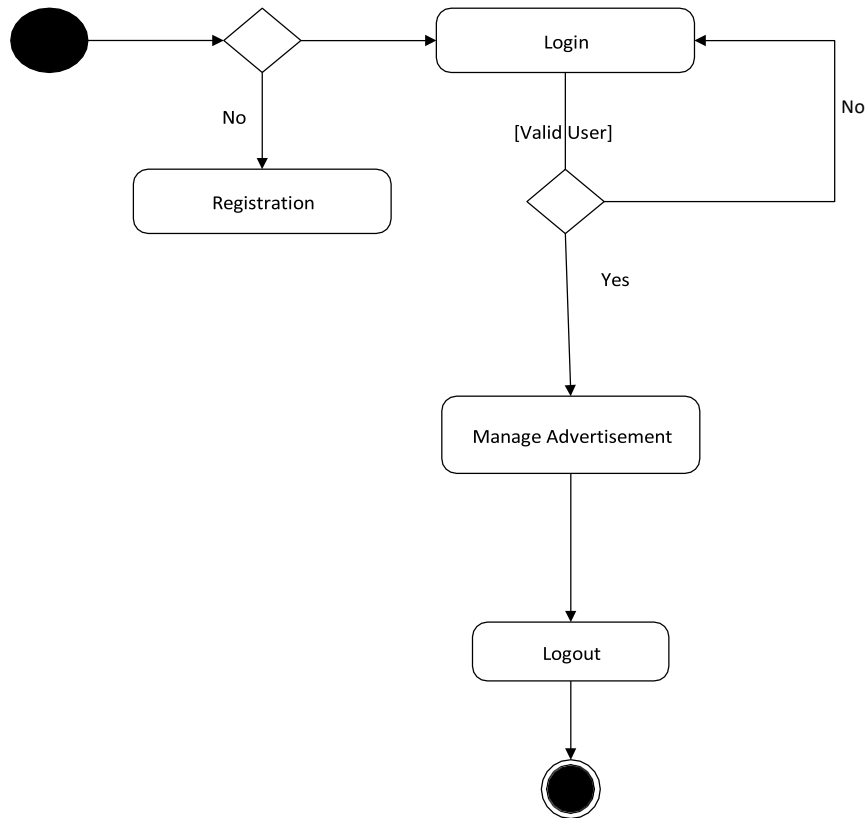 Login
No
No
[Valid User]
Registration
Yes
Manage Advertisement
Logout